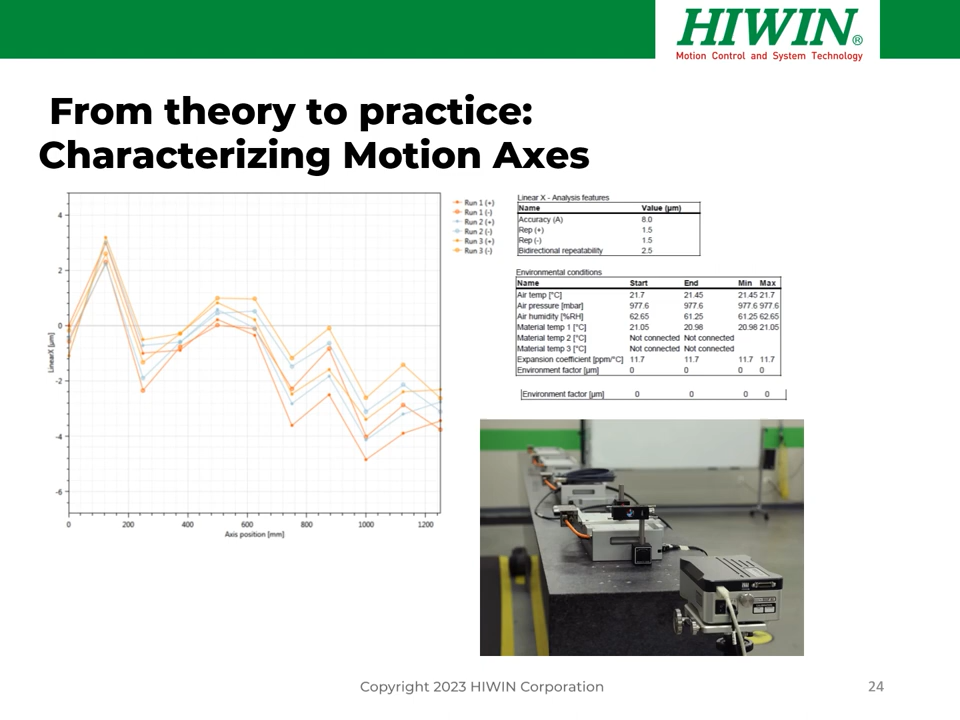 HIWIN®
Motion Control and System Technology
From theory to practice:
Characterizing Motion Axes
4
2
0
-2
-4
-6
LinearX [µm]
0 200 400 600 800 1000 1200
Axis position [mm]
Run 1 (+)
Run 1 (-)
Run 2 (+)
Run 2 (-)
Run 3 (+)
Run 3 (-)
Linear X - Analysis features
Name Value (µm)
Accuracy (A) 8.0
Rep (+) 1.5
Rep (-) 1.5
Bidirectional repeatability 2.5
Environmental conditions
Name Start End Min Max
Air temp [°C] 21.7 21.45 21.45 21.7
Air pressure [mbar] 977.6 977.6 977.6 977.6
Air humidity [%RH] 62.65 61.25 61.25 62.65
Material temp 1 [°C] 21.05 20.98 20.98 21.05
Material temp 2 [°C] Not connected Not connected
Material temp 3 [°C] Not connected Not connected
Expansion coefficient [ppm/°C] 11.7 11.7 11.7 11.7
Environment factor [µm] 0 0 0 0
Environment factor [µm] 0 0 0 0
Copyright 2023 HIWIN Corporation
24